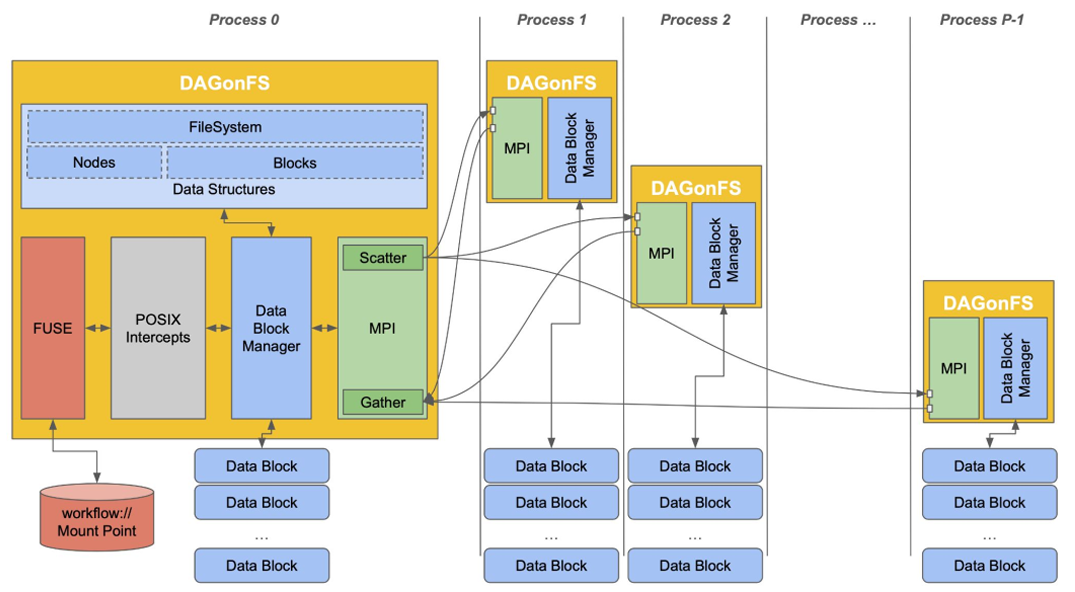 Process 0
Process 1
Process 2
Process …
Process P-1
DAGonFS
FileSystem
Nodes
Blocks
Data Structures
FUSE
POSIX
Intercepts
Data
Block
Manager
Scatter
MPI
Gather
workflow://
Mount Point
Data Block
Data Block
...
Data Block
DAGonFS
MPI
Data Block
Manager
Data Block
Data Block
...
Data Block
DAGonFS
MPI
Data Block
Manager
Data Block
Data Block
...
Data Block
DAGonFS
MPI
Data Block
Manager
Data Block
Data Block
...
Data Block